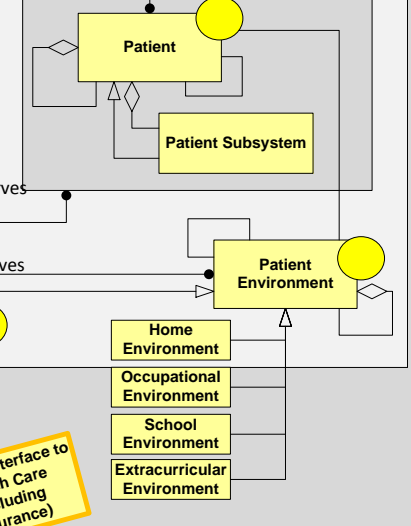 Patient
Patient Subsystem
ves
ves
Patient
Environment
Home
Environment
Occupational
Environment
School
Environment
Extracurricular
Environment
terface to
h Care
luding
urance)